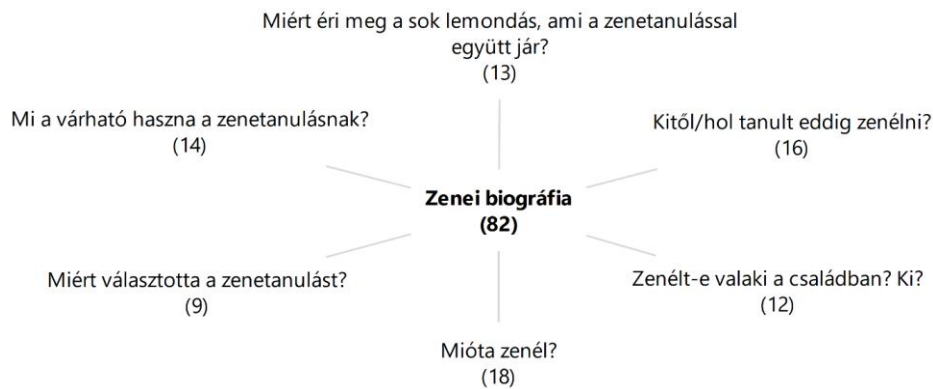 Miért éri meg a sok lemondás, ami a zenetanulással
együtt jár?
(13)
Mi a várható haszna a zenetanulásnak?
(14)
Kitől/hol tanult eddig zenélni?
(16)
Zenei biográfia
(82)
Miért választotta a zenetanulást?
(9)
Zenélt-e valaki a családban? Ki?
(12)
Mióta zenél?
(18)